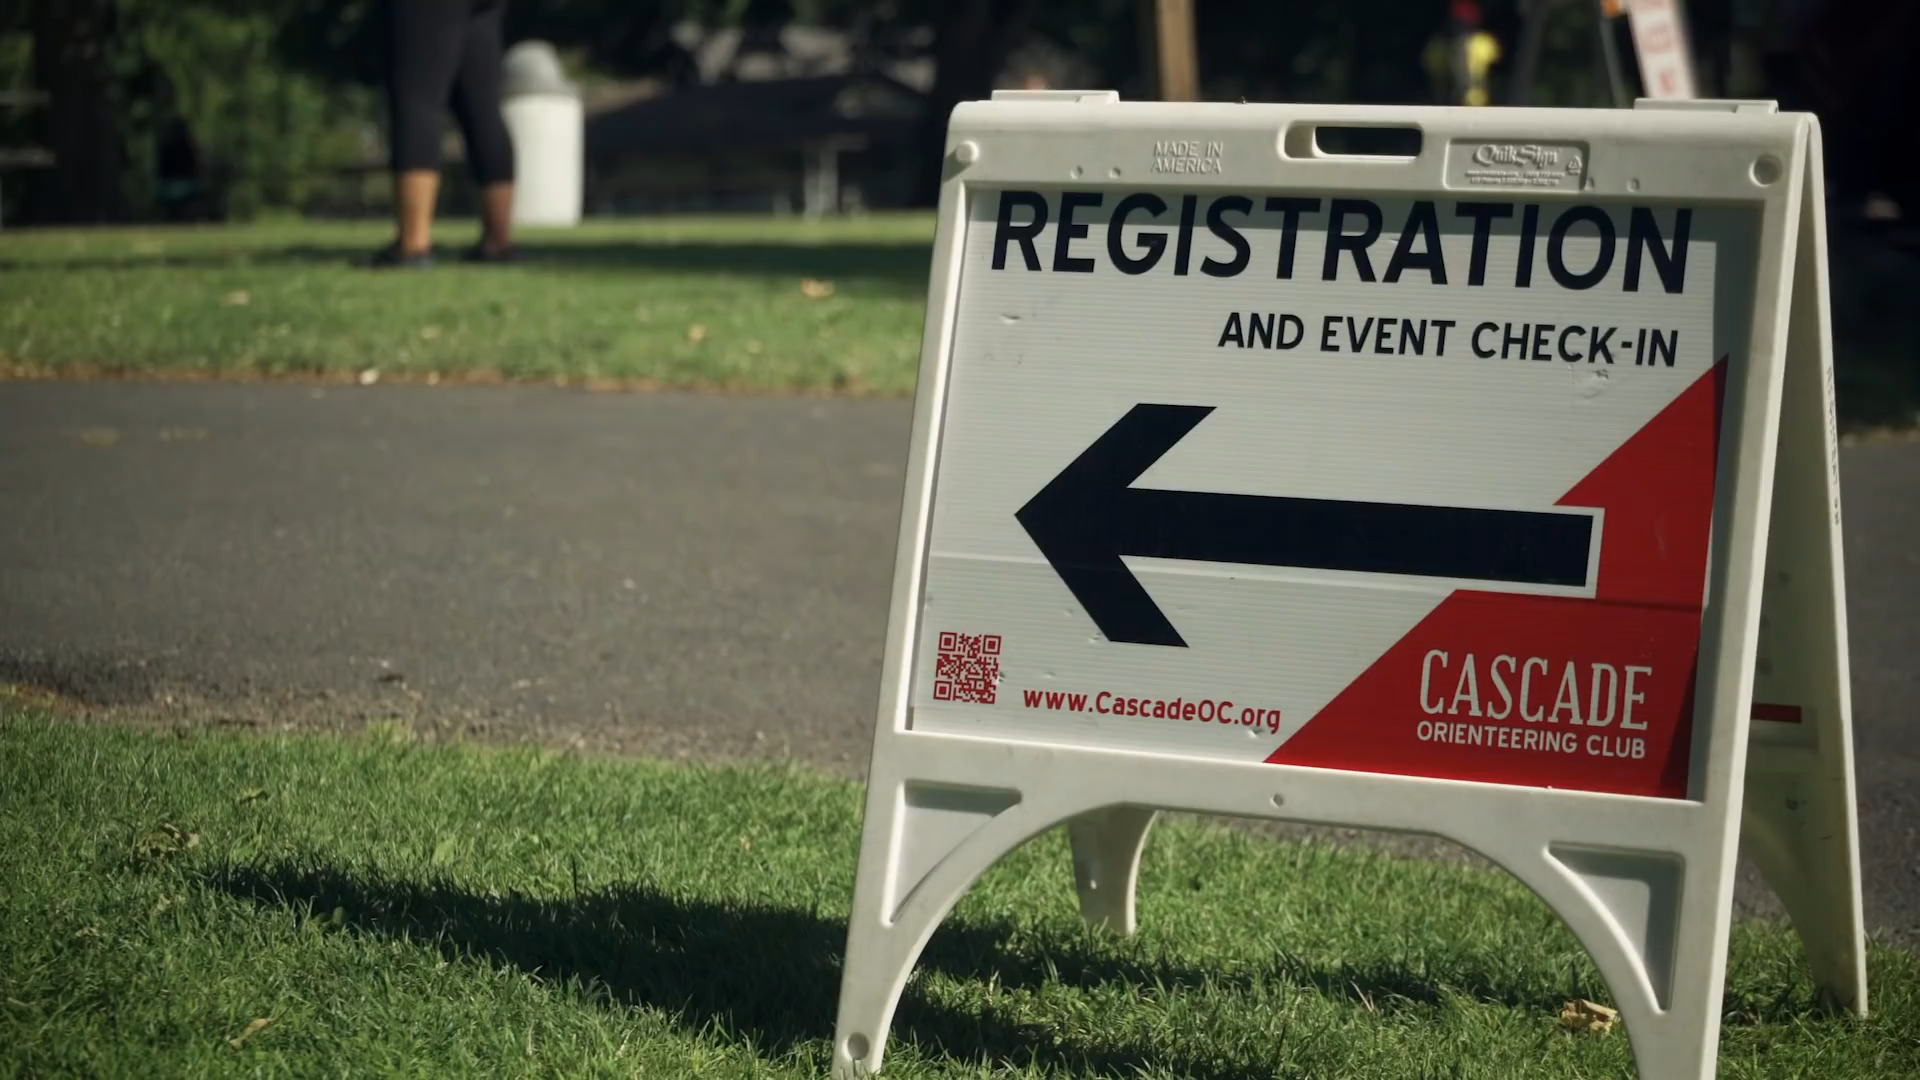 MADE IN
AMERICA
QuikSign
REGISTRATION
AND EVENT CHECK-IN
www.CascadeOC.org
CASCADE
ORIENTEERING CLUB